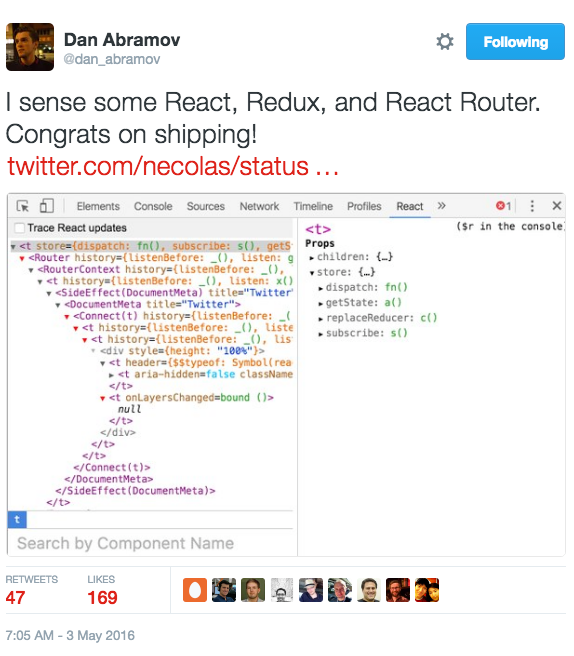 Dan Abramov
@dan_abramov
Following
I sense some React, Redux, and React Router.
Congrats on shipping!
twitter.com/necolas/status …
Elements Console Sources Network Timeline Profiles React » 1
Trace React updates
<t store={dispatch: fn(), subscribe: s(), getS
<Router history={listenBefore: _(), listen: g
<RouterContext history={listenBefore: _(),
<t history={listenBefore: _(), listen: x()
<SideEffect(DocumentMeta) title="Twitter"
<DocumentMeta title="Twitter">
<Connect(t) history={listenBefore: _(
<t history={listenBefore: _(), liste
<t history={listenBefore: _(), lis
<div style={height: "100%"}>
<t header={$$typeof: Symbol(rea
<t aria-hidden=false className
</t>
<t onLayersChanged=bound ()>
null
</t>
</div>
</t>
</t>
</Connect(t)>
</DocumentMeta>
</SideEffect(DocumentMeta)>
</t>
t
Search by Component Name
<t> ($r in the console
Props
children: {…}
store: {…}
dispatch: fn()
getState: a()
replaceReducer: c()
subscribe: s()
RETWEETS LIKES
47 169
7:05 AM - 3 May 2016